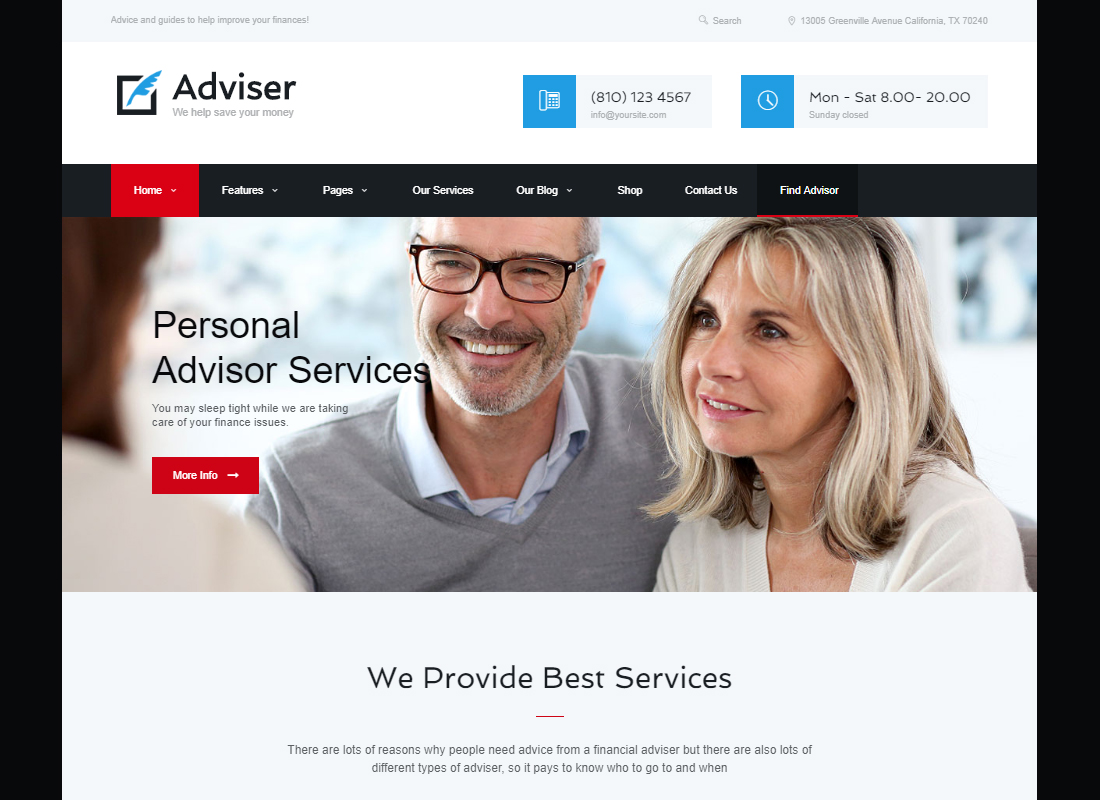 Advice and guides to help improve your finances!
Search
13005 Greenville Avenue California, TX 70240
Adviser
We help save your money
(810) 123 4567
info@yoursite.com
Mon - Sat 8.00- 20.00
Sunday closed
Home
Features
Pages
Our Services
Our Blog
Shop
Contact Us
Find Advisor
Personal
Advisor Services
You may sleep tight while we are taking
care of your finance issues.
More Info
We Provide Best Services
There are lots of reasons why people need advice from a financial adviser but there are also lots of
different types of adviser, so it pays to know who to go to and when